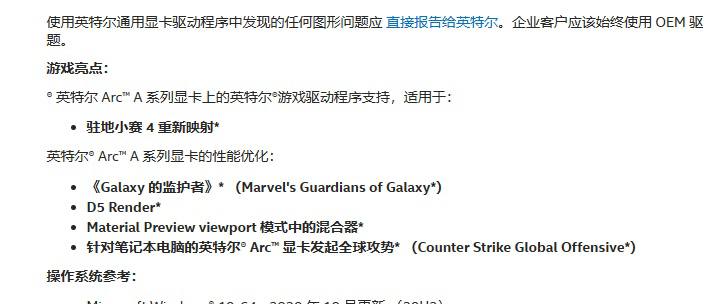 使用英特尔通用显卡驱动程序中发现的任何图形问题应 直接报告给英特尔。企业客户应该始终使用 OEM 驱
题。
游戏亮点:
® 英特尔 Arc™ A 系列显卡上的英特尔®游戏驱动程序支持，适用于:
• 驻地小赛 4 重新映射*
英特尔® Arc™ A 系列显卡的性能优化:
• 《Galaxy 的监护者》* （Marvel's Guardians of Galaxy*)
• D5 Render*
• Material Preview viewport 模式中的混合器*
• 针对笔记本电脑的英特尔® Arc™ 显卡发起全球攻势* （Counter Strike Global Offensive*)
操作系统参考: